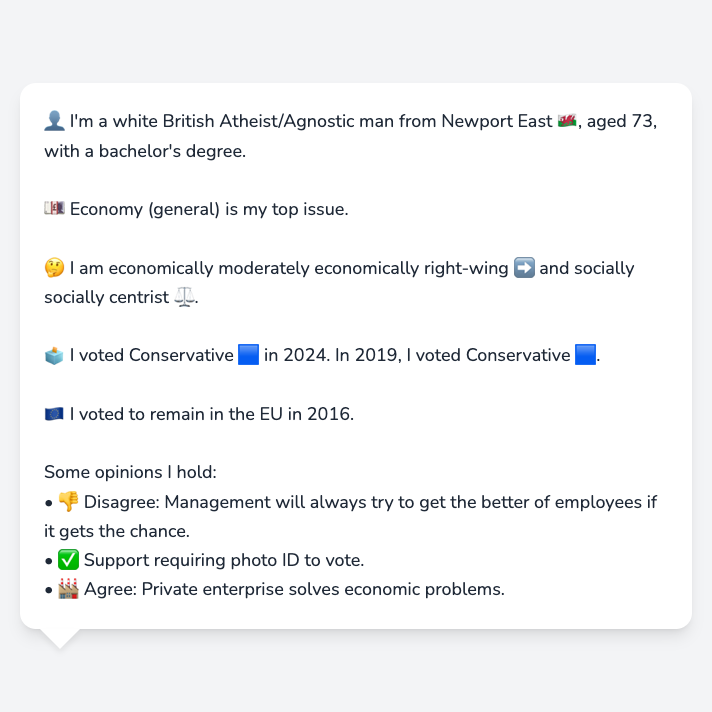 👤 I'm a white British Atheist/Agnostic man from Newport East 🏴󠁧󠁢󠁷󠁬󠁳󠁿, aged 73,
with a bachelor's degree.
💷 Economy (general) is my top issue.
🤔 I am economically moderately economically right-wing ➡️ and socially
socially centrist ⚖️.
🗳️ I voted Conservative 🟦 in 2024. In 2019, I voted Conservative 🟦.
🇪🇺 I voted to remain in the EU in 2016.
Some opinions I hold:
• 👎 Disagree: Management will always try to get the better of employees if
it gets the chance.
• ✅ Support requiring photo ID to vote.
• 🏭 Agree: Private enterprise solves economic problems.